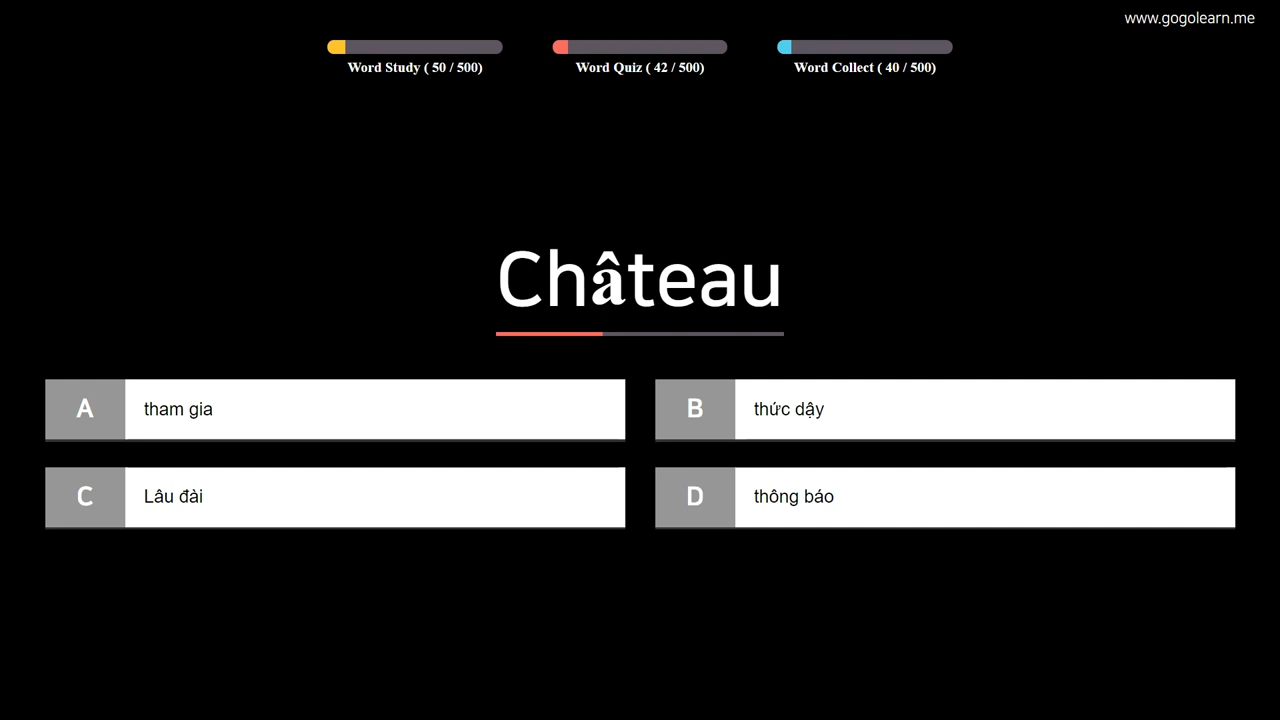 www.gogolearn.me
Word Study ( 50 / 500)
Word Quiz ( 42 / 500)
Word Collect ( 40 / 500)
Château
A tham gia
B thức dậy
C Lâu đài
D thông báo